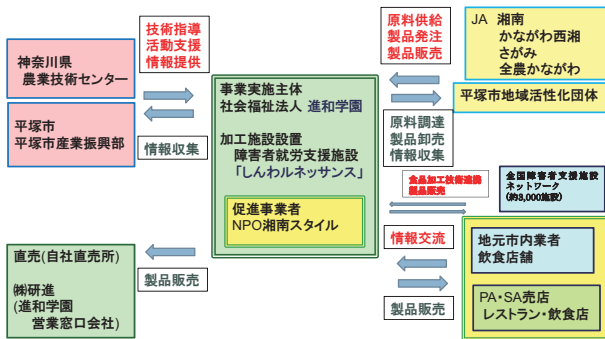 技術指導
活動支援
情報提供
原料供給
製品発注
製品販売
JA 湘南
かながわ西湘
さがみ
全農かながわ
神奈川県
農業技術センター
平塚市
平塚市産業振興部
情報収集
事業実施主体
社会福祉法人 進和学園
加工施設設置
障害者就労支援施設
「しんわルネッサンス」
促進事業者
NPO湘南スタイル
平塚市地域活性化団体
原料調達
製品卸売
情報収集
食品加工技術連携
製品販売
全国障害者支援施設
ネットワーク
(約3,000施設)
情報交流
地元市内業者
飲食店舗
直売(自社直売所)
㈱研進
(進和学園
営業窓口会社)
製品販売
製品販売
PA・SA売店
レストラン・飲食店